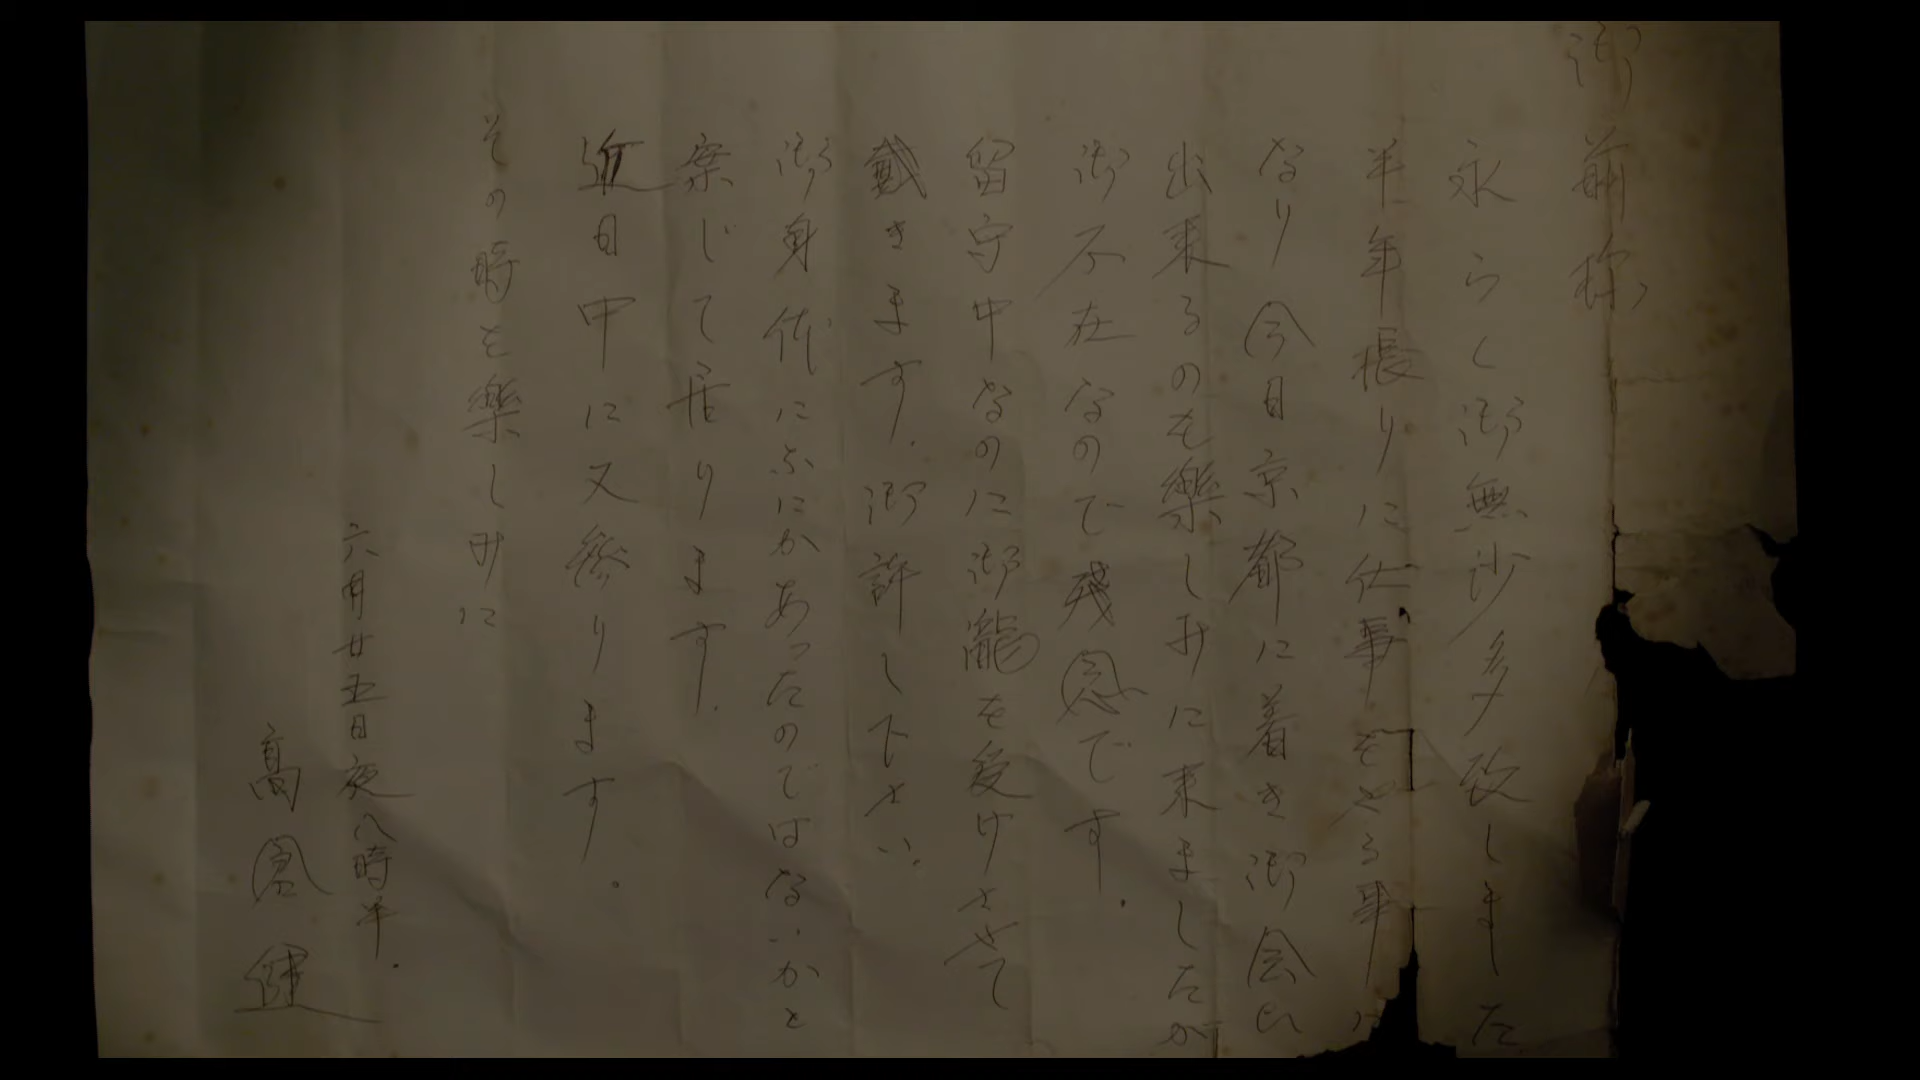 御前様
永らく御無沙多致しました
半年振りに仕事をとる事に
なり今日京都に着き御会ひ
出来るのを楽しみに来ましたが
御不在なので残念です.
留守中なのに御籠を受けさせて
戴きます.御許し下さい.
御身体に なにかあったのではないかと
案じて居ります.
近日中に又参ります.
その時を楽しみに
六月廿五日夜八時半.
高倉健